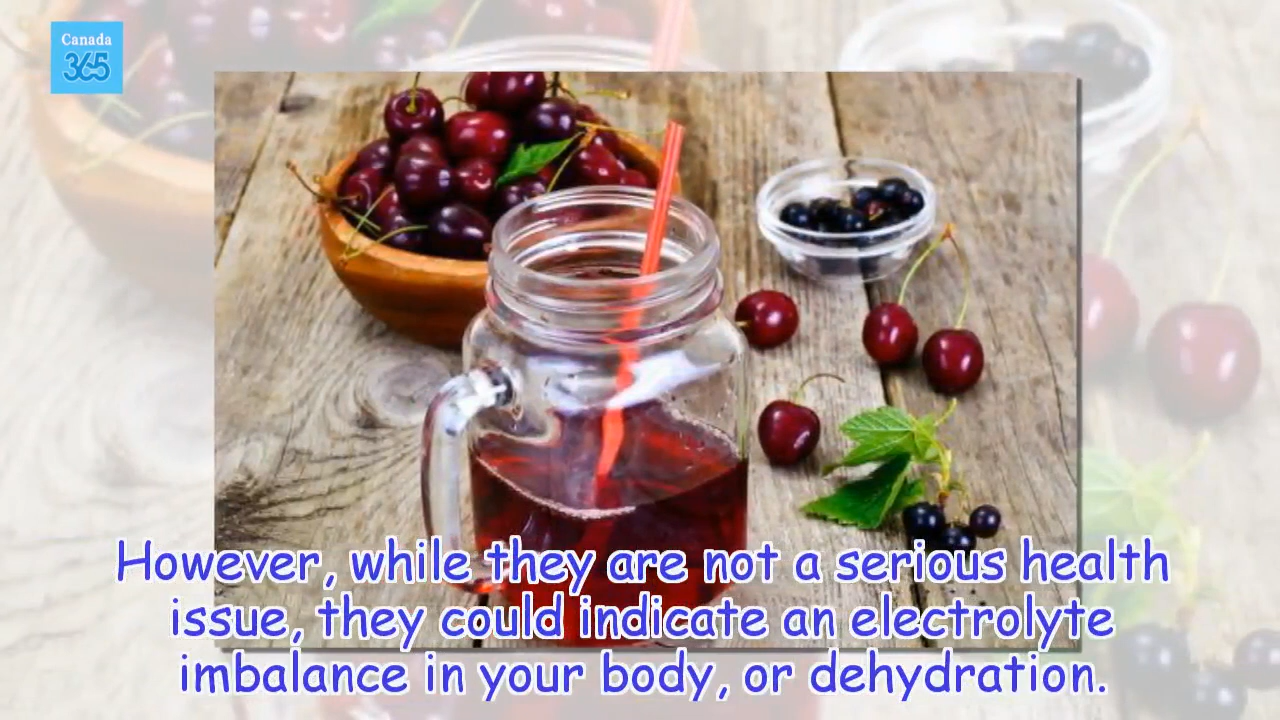 Canada
365
However, while they are not a serious health
issue, they could indicate an electrolyte
imbalance in your body, or dehydration.